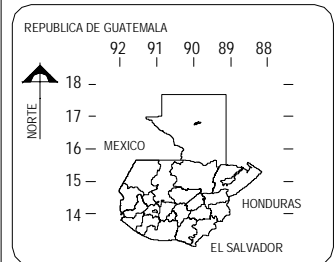 REPUBLICA DE GUATEMALA
92 91 90 89 88
18
NORTE
17
16
MEXICO
15
HONDURAS
14
EL SALVADOR